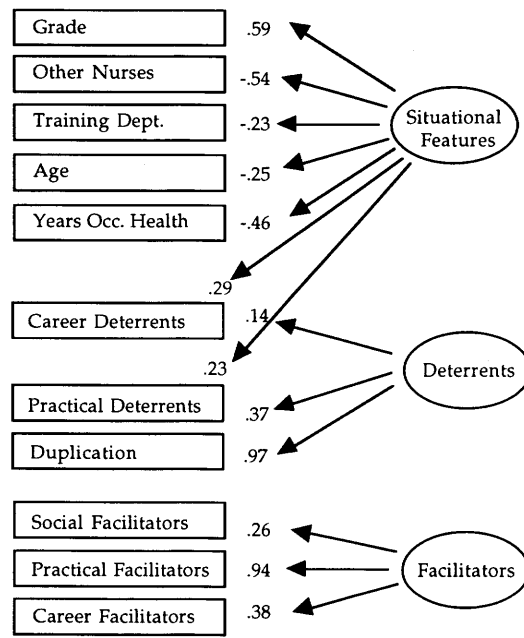 Grade .59
Other Nurses -.54
Training Dept. -.23
Situational
Features
Age -.25
Years Occ. Health -.46
.29
Career Deterrents .14
.23
Deterrents
Practical Deterrents .37
Duplication .97
Social Facilitators .26
Practical Facilitators .94
Facilitators
Career Facilitators .38